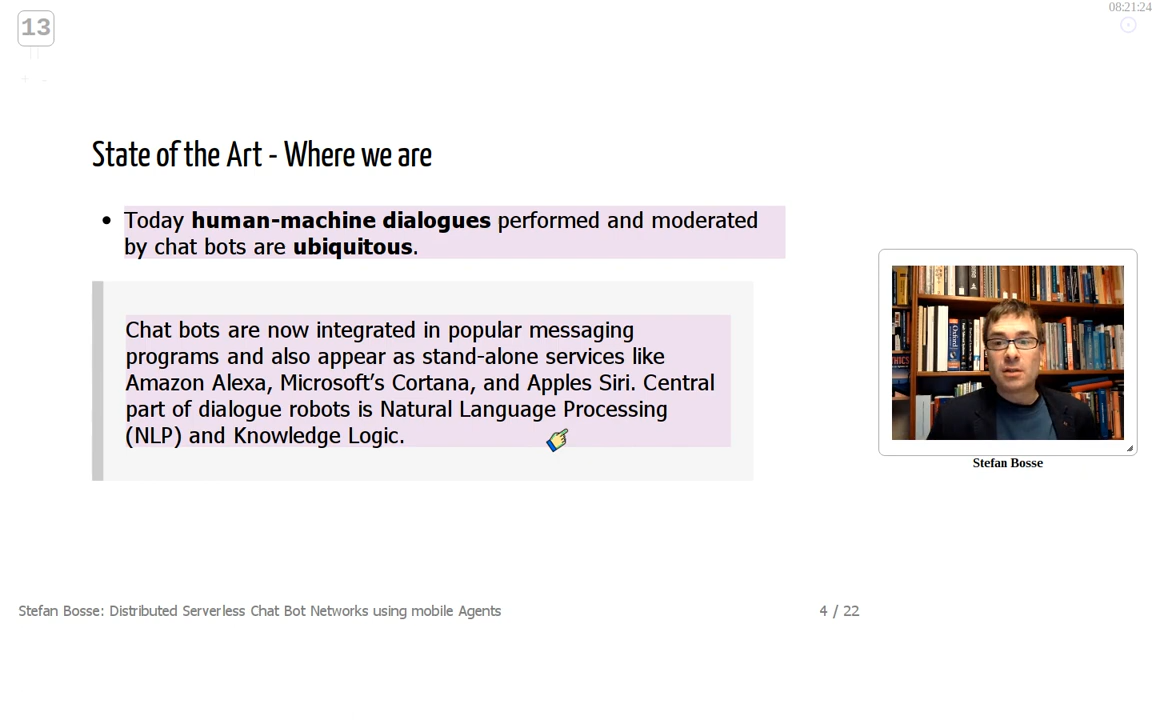 13
08:21:24
+ -
State of the Art - Where we are
• Today human-machine dialogues performed and moderated
by chat bots are ubiquitous.
Chat bots are now integrated in popular messaging
programs and also appear as stand-alone services like
Amazon Alexa, Microsoft’s Cortana, and Apples Siri. Central
part of dialogue robots is Natural Language Processing
(NLP) and Knowledge Logic.
Oxford
ETHICS
Stefan Bosse
Stefan Bosse: Distributed Serverless Chat Bot Networks using mobile Agents
4 / 22